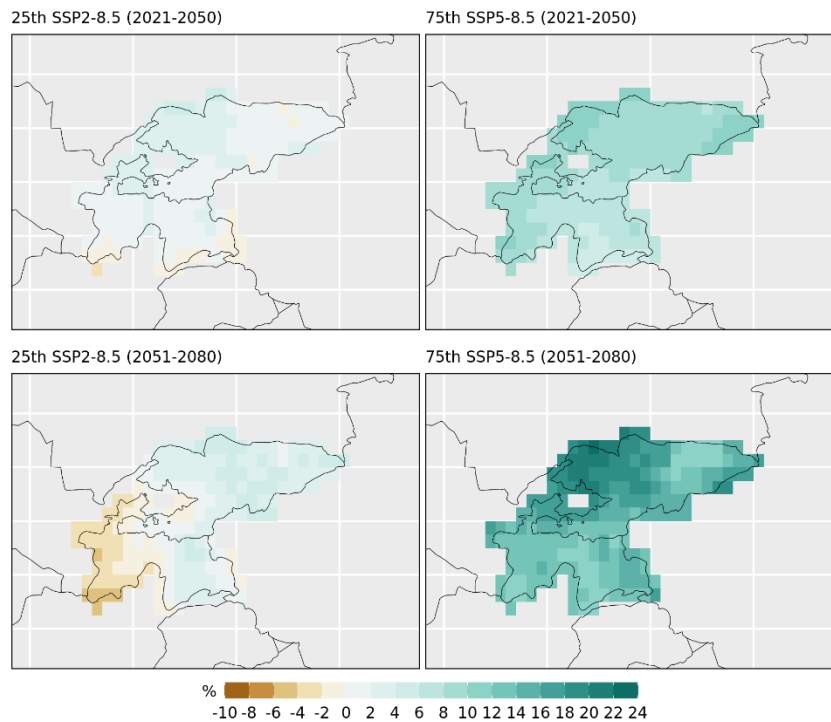 25th SSP2-8.5 (2021-2050) 75th SSP5-8.5 (2021-2050)
25th SSP2-8.5 (2051-2080) 75th SSP5-8.5 (2051-2080)
%
-10 -8 -6 -4 -2 0 2 4 6 8 10 12 14 16 18 20 22 24